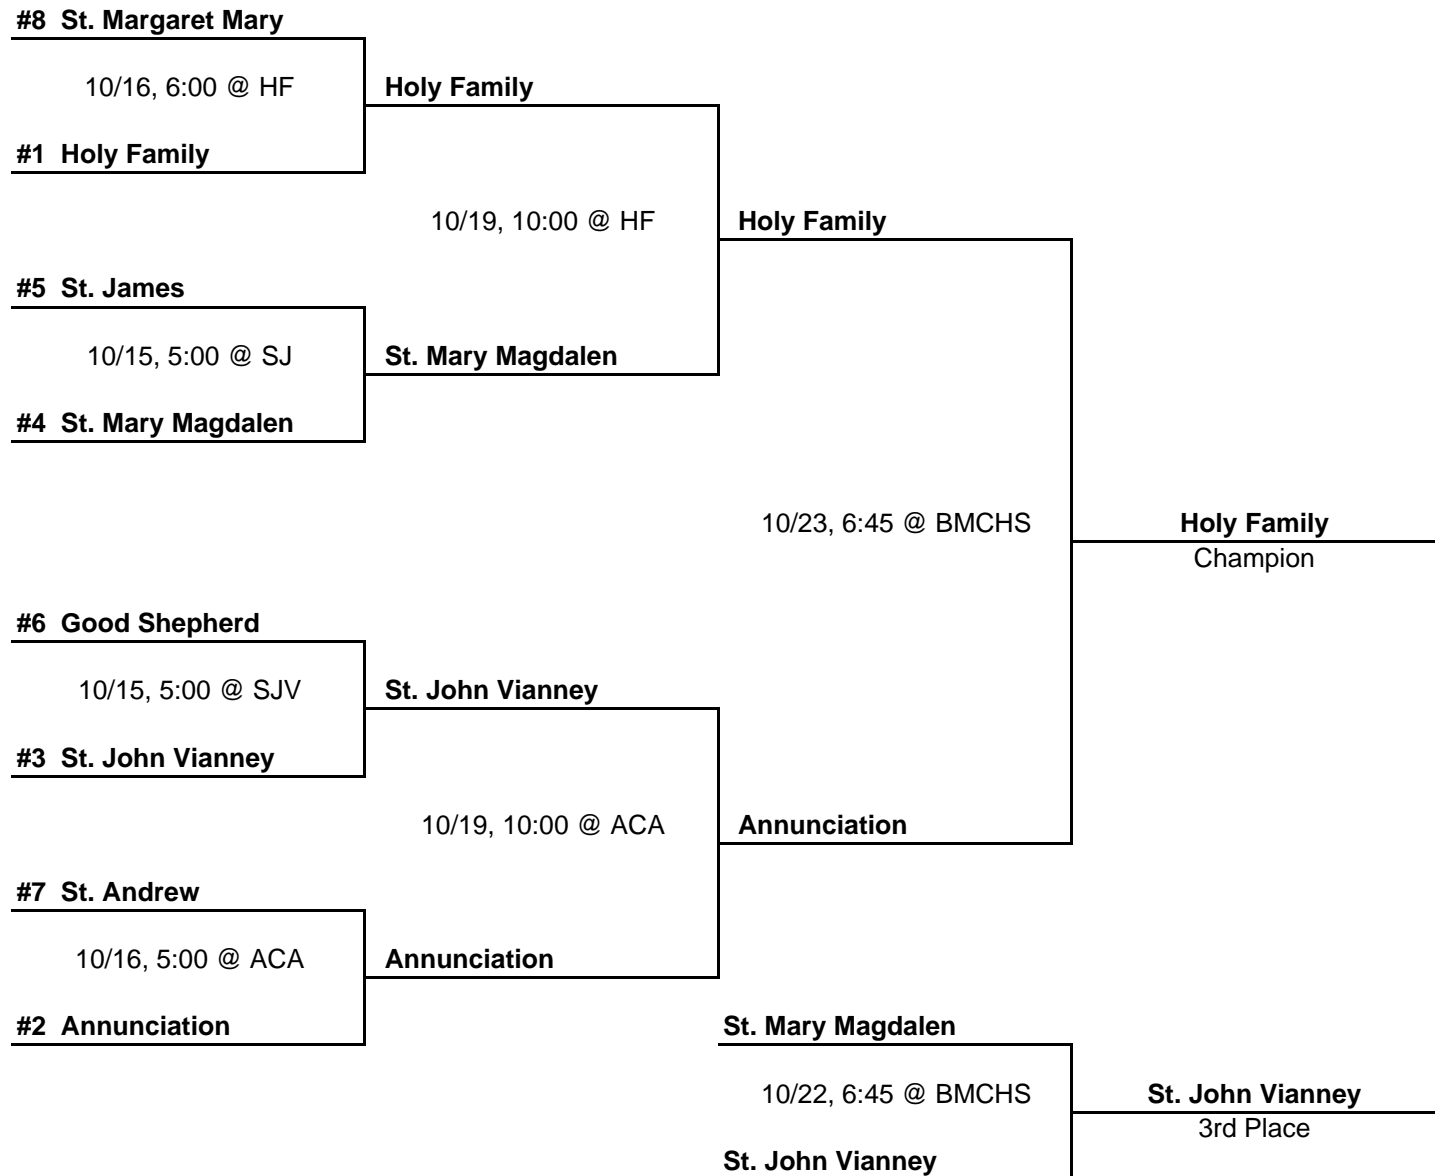 #8 St. Margaret Mary
10/16, 6:00 @ HF
Holy Family
#1 Holy Family
10/19, 10:00 @ HF
Holy Family
#5 St. James
10/15, 5:00 @ SJ
St. Mary Magdalen
#4 St. Mary Magdalen
10/23, 6:45 @ BMCHS
Holy Family
Champion
#6 Good Shepherd
10/15, 5:00 @ SJV
St. John Vianney
#3 St. John Vianney
10/19, 10:00 @ ACA
Annunciation
#7 St. Andrew
10/16, 5:00 @ ACA
Annunciation
#2 Annunciation
St. Mary Magdalen
10/22, 6:45 @ BMCHS
St. John Vianney
3rd Place
St. John Vianney